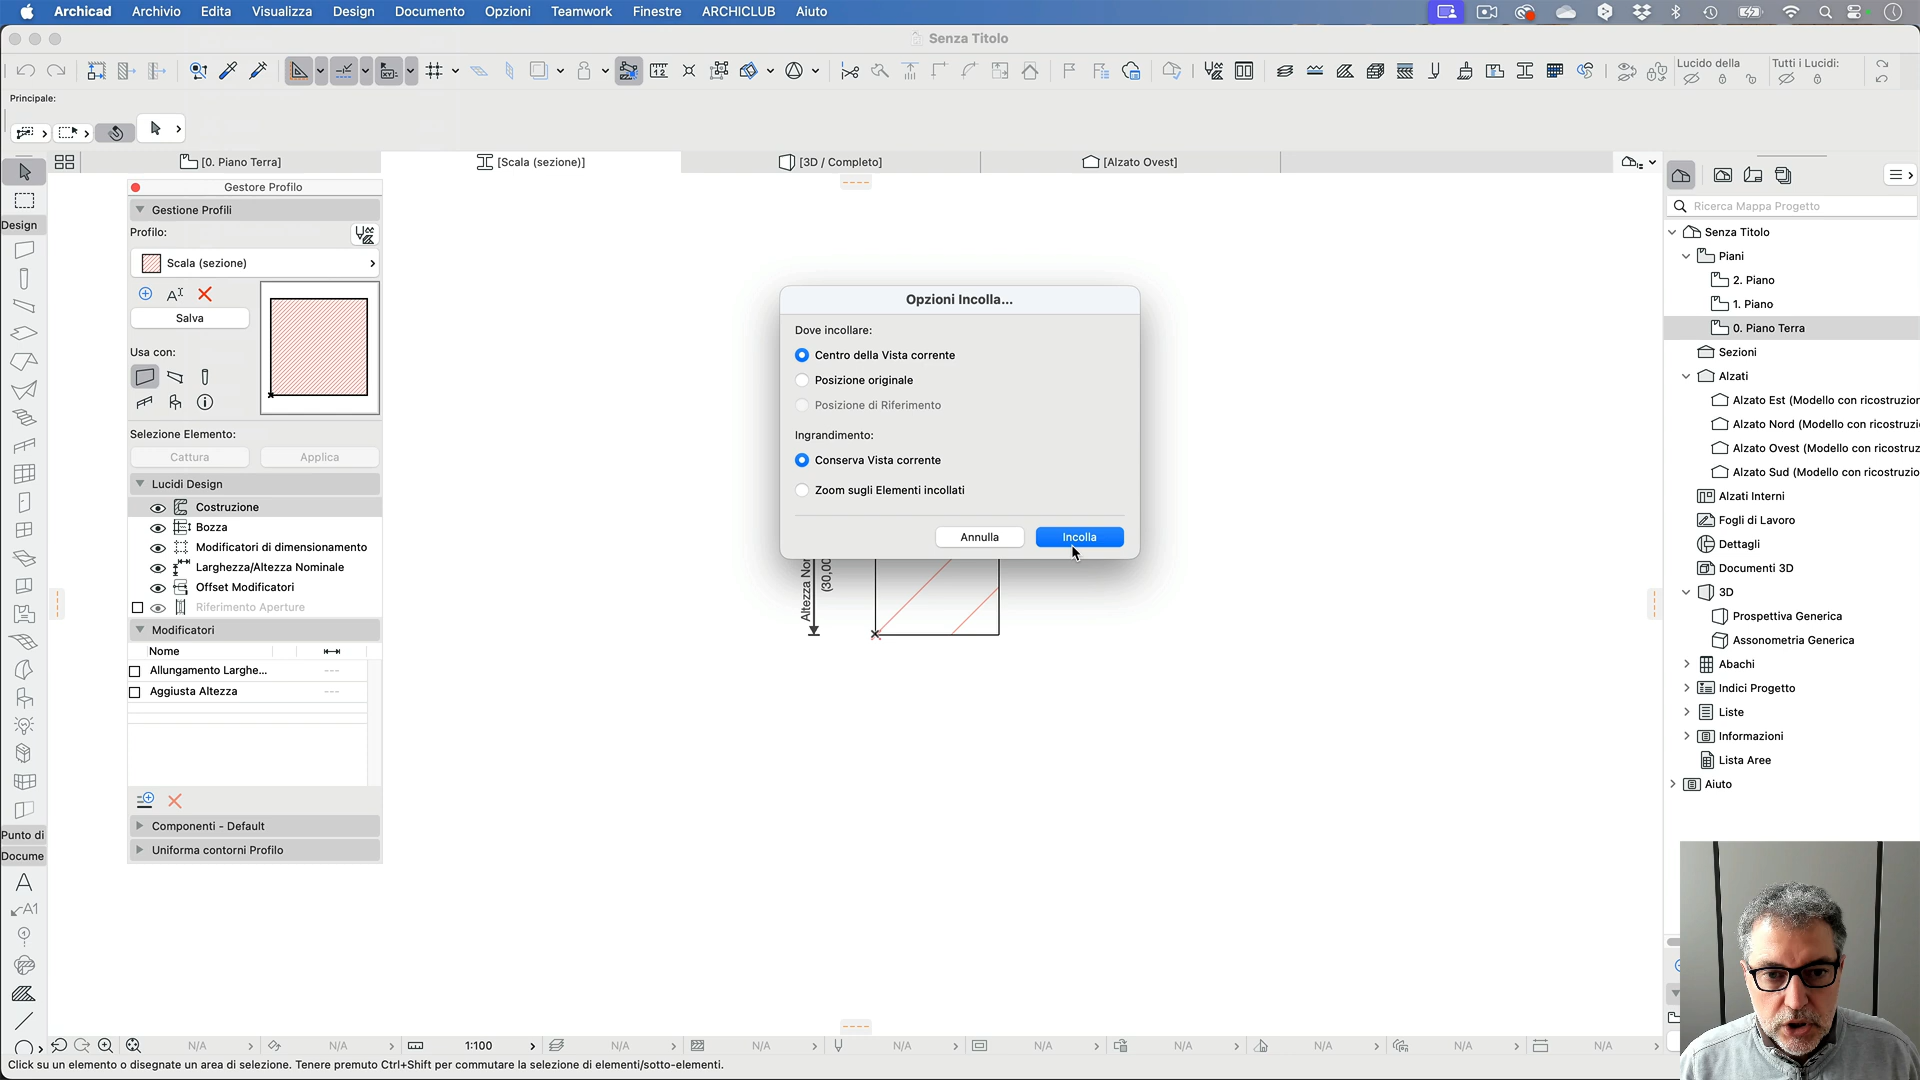 Archicad Archivio Edita Visualizza Design Documento Opzioni Teamwork Finestre ARCHICLUB Aiuto
Senza Titolo
Lucido della
Tutti i Lucidi:
Principale:
[0. Piano Terra]
[Scala (sezione)]
[3D / Completo]
[Alzato Ovest]
Gestore Profilo
Gestione Profili
Profilo:
Scala (sezione)
Salva
Usa con:
Selezione Elemento:
Cattura
Applica
Lucidi Design
Costruzione
Bozza
Modificatori di dimensionamento
Larghezza/Altezza Nominale
Offset Modificatori
Riferimento Aperture
Modificatori
Nome
Allungamento Larghe... ---
Aggiusta Altezza ---
Componenti - Default
Uniforma contorni Profilo
Design
Punto di
Docume
A1
Opzioni Incolla...
Dove incollare:
Centro della Vista corrente
Posizione originale
Posizione di Riferimento
Ingrandimento:
Conserva Vista corrente
Zoom sugli Elementi incollati
Annulla
Incolla
Altezza No
(30,00
Ricerca Mappa Progetto
Senza Titolo
Piani
2. Piano
1. Piano
0. Piano Terra
Sezioni
Alzati
Alzato Est (Modello con ricostruzion
Alzato Nord (Modello con ricostruzi
Alzato Ovest (Modello con ricostruz
Alzato Sud (Modello con ricostruzio
Alzati Interni
Fogli di Lavoro
Dettagli
Documenti 3D
3D
Prospettiva Generica
Assonometria Generica
Abachi
Indici Progetto
Liste
Informazioni
Lista Aree
Aiuto
N/A N/A 1:100 N/A N/A N/A N/A N/A N/A N/A N/A
Click su un elemento o disegnate un area di selezione. Tenere premuto Ctrl+Shift per commutare la selezione di elementi/sotto-elementi.